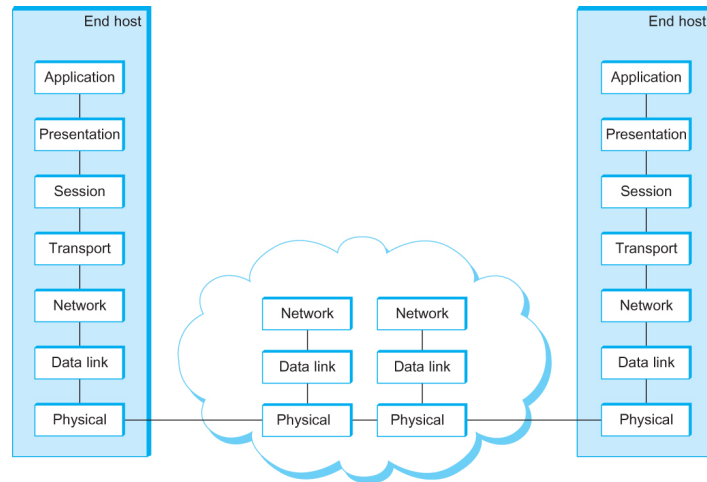 End host
Application
Presentation
Session
Transport
Network
Data link
Physical
Network
Data link
Physical
Network
Data link
Physical
End host
Application
Presentation
Session
Transport
Network
Data link
Physical